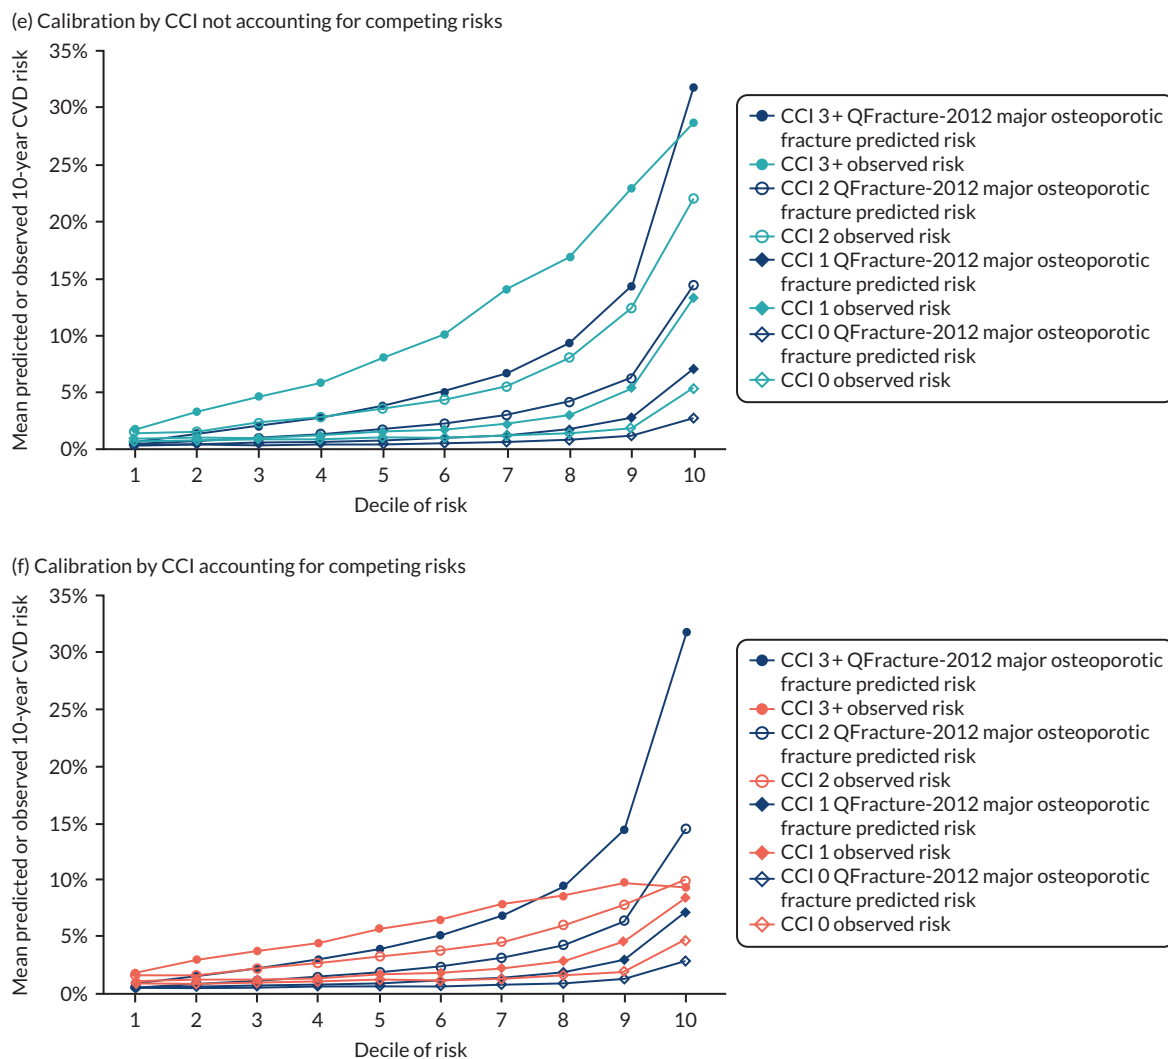 (e) Calibration by CCI not accounting for competing risks
Mean predicted or observed 10-year CVD risk
35%
30%
25%
20%
15%
10%
5%
0%
1 2 3 4 5 6 7 8 9 10
Decile of risk
CCI 3+ QFracture-2012 major osteoporotic
fracture predicted risk
CCI 3+ observed risk
CCI 2 QFracture-2012 major osteoporotic
fracture predicted risk
CCI 2 observed risk
CCI 1 QFracture-2012 major osteoporotic
fracture predicted risk
CCI 1 observed risk
CCI 0 QFracture-2012 major osteoporotic
fracture predicted risk
CCI 0 observed risk
(f) Calibration by CCI accounting for competing risks
Mean predicted or observed 10-year CVD risk
35%
30%
25%
20%
15%
10%
5%
0%
1 2 3 4 5 6 7 8 9 10
Decile of risk
CCI 3+ QFracture-2012 major osteoporotic
fracture predicted risk
CCI 3+ observed risk
CCI 2 QFracture-2012 major osteoporotic
fracture predicted risk
CCI 2 observed risk
CCI 1 QFracture-2012 major osteoporotic
fracture predicted risk
CCI 1 observed risk
CCI 0 QFracture-2012 major osteoporotic
fracture predicted risk
CCI 0 observed risk